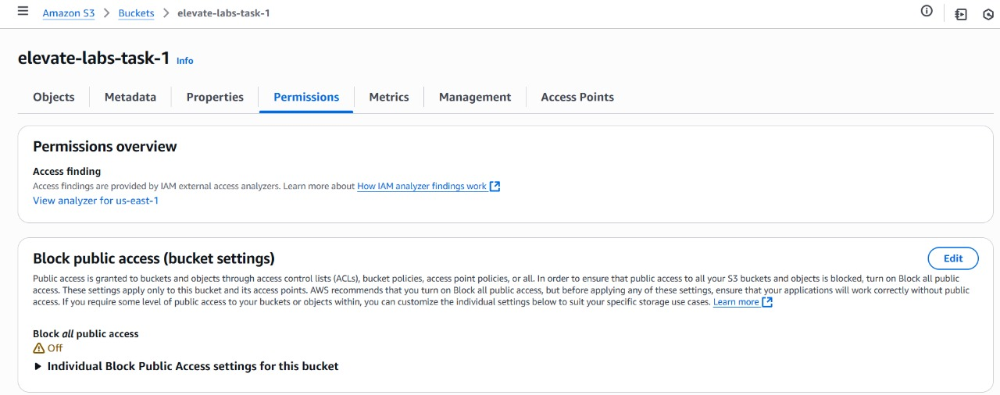 Amazon S3 > Buckets > elevate-labs-task-1
elevate-labs-task-1 Info
Objects Metadata Properties Permissions Metrics Management Access Points
Permissions overview
Access finding
Access findings are provided by IAM external access analyzers. Learn more about How IAM analyzer findings work
View analyzer for us-east-1
Block public access (bucket settings) Edit
Public access is granted to buckets and objects through access control lists (ACLs), bucket policies, access point policies, or all. In order to ensure that public access to all your S3 buckets and objects is blocked, turn on Block all public
access. These settings apply only to this bucket and its access points. AWS recommends that you turn on Block all public access, but before applying any of these settings, ensure that your applications will work correctly without public
access. If you require some level of public access to your buckets or objects within, you can customize the individual settings below to suit your specific storage use cases. Learn more
Block all public access
Off
Individual Block Public Access settings for this bucket